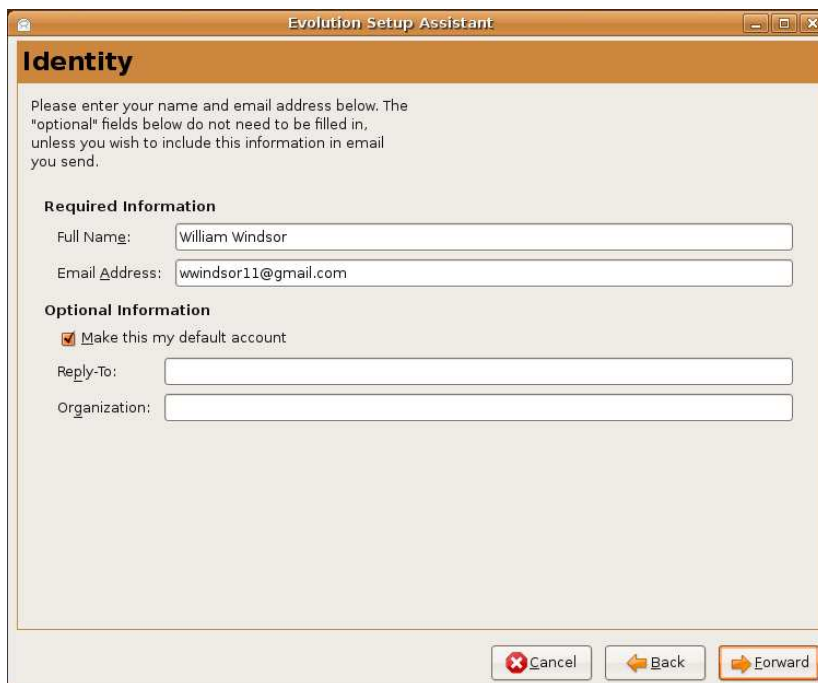 Evolution Setup Assistant
Identity
Please enter your name and email address below. The
"optional" fields below do not need to be filled in,
unless you wish to include this information in email
you send.
Required Information
Full Name: William Windsor
Email Address: wwindsor11@gmail.com
Optional Information
Make this my default account
Reply-To:
Organization:
Cancel Back Forward